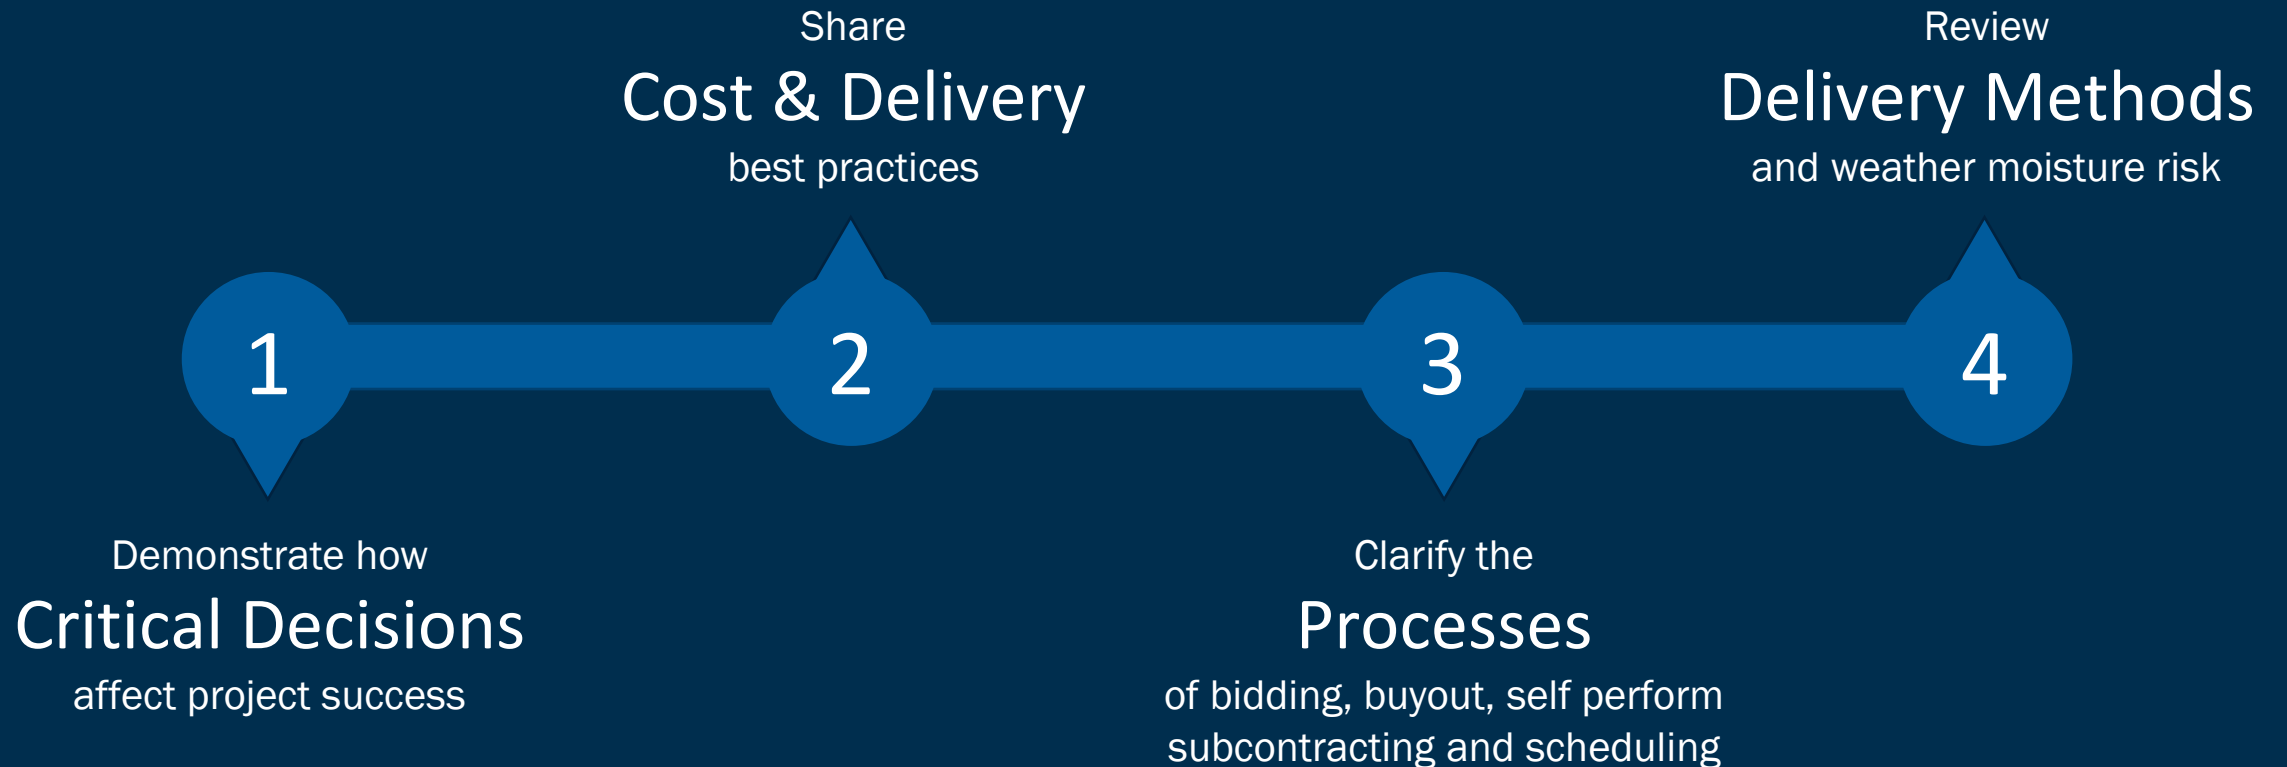 1
Demonstrate how
Critical Decisions
affect project success
2
Share
Cost & Delivery
best practices
3
Clarify the
Processes
of bidding, buyout, self perform
subcontracting and scheduling
4
Review
Delivery Methods
and weather moisture risk